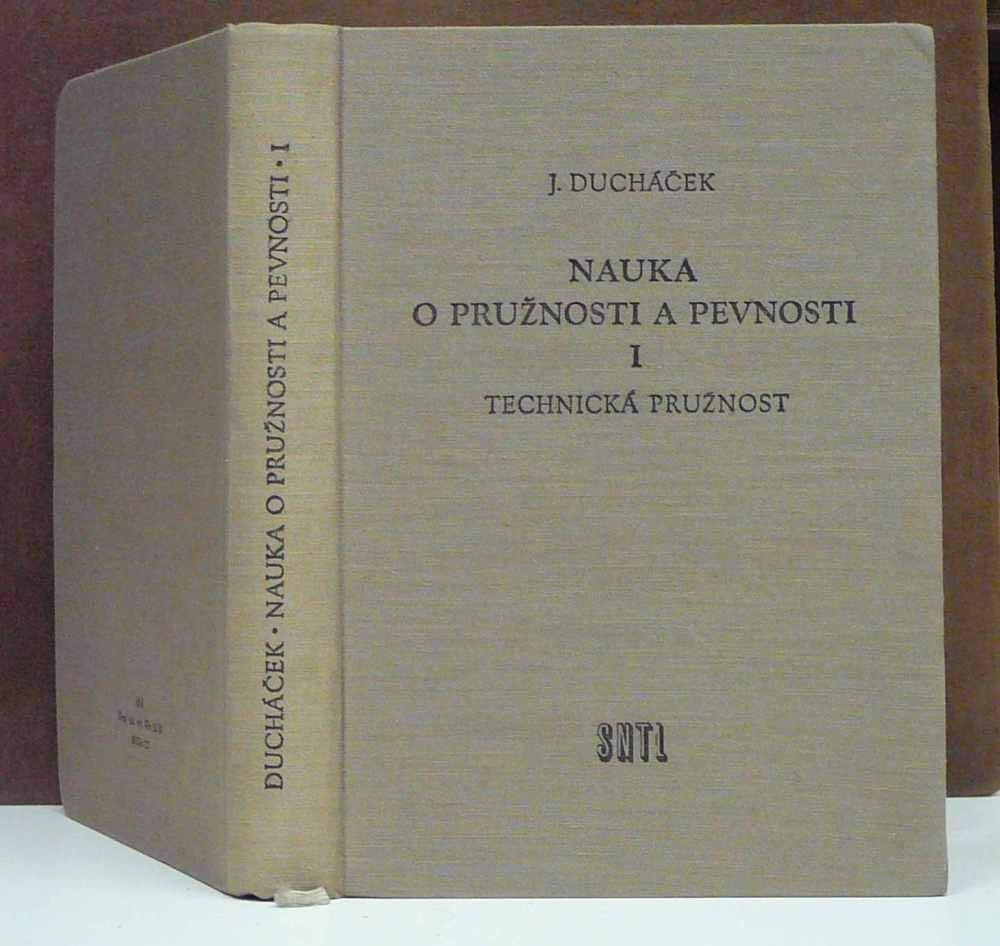 J. DUCHÁČEK
NAUKA
O PRUŽNOSTI A PEVNOSTI
I
TECHNICKÁ PRUŽNOST
SNTL
DUCHÁČEK · NAUKA O PRUŽNOSTI A PEVNOSTI · I